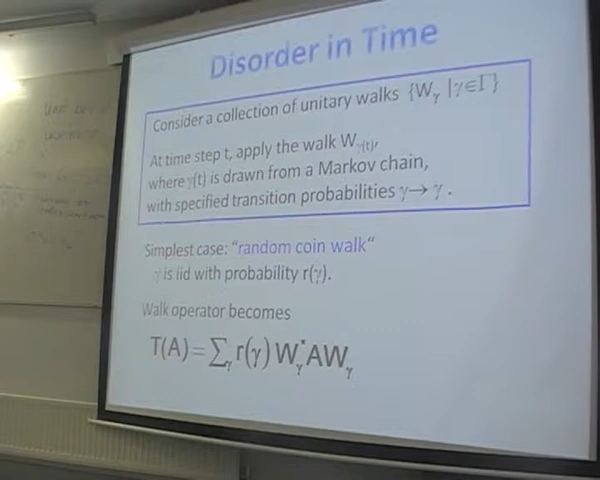 Disorder in Time
Consider a collection of unitary walks {Wγ |γ∈Γ}
At time step t, apply the walk Wγ(t),
where γ(t) is drawn from a Markov chain,
with specified transition probabilities γ→ γ .
Simplest case: “random coin walk“
γ is iid with probability r(γ).
Walk operator becomes
T(A)=∑γ r(γ) Wγ*AWγ